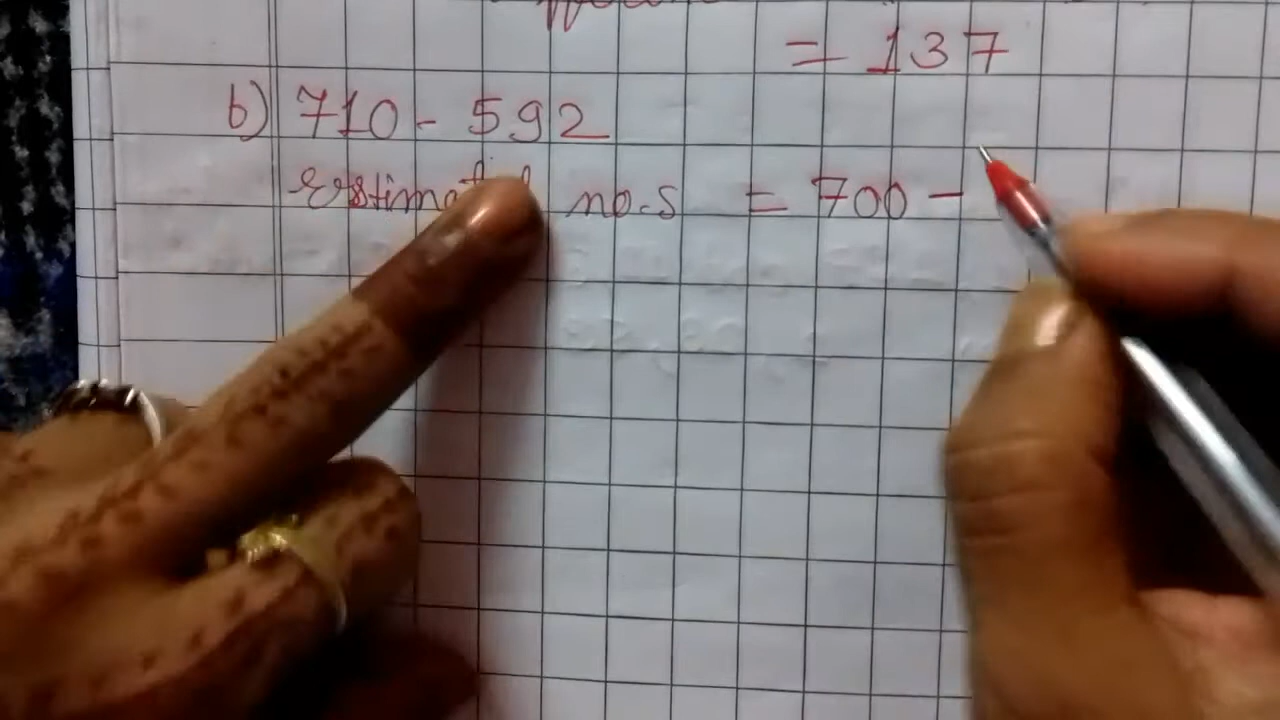 = 137
b) 710 - 592
no.s = 700 -